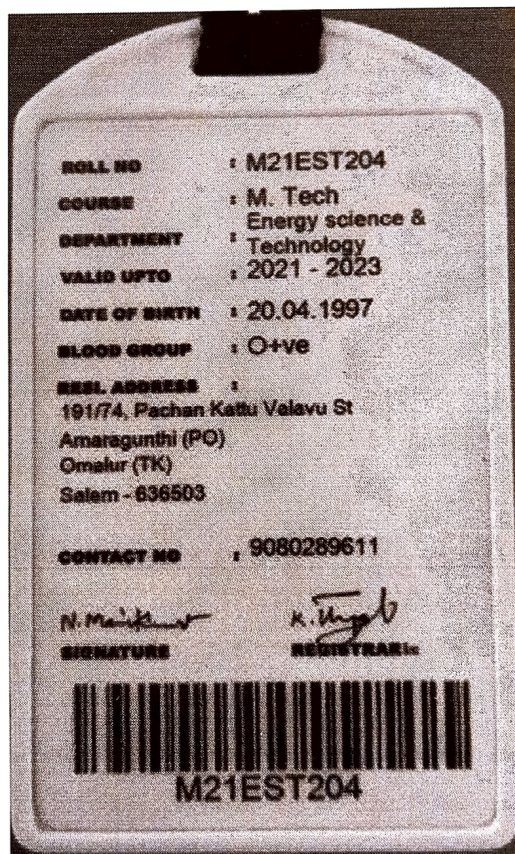 ROLL NO : M21EST204
COURSE : M. Tech
DEPARTMENT : Energy science &
Technology
VALID UPTO : 2021 - 2023
DATE OF BIRTH : 20.04.1997
BLOOD GROUP : O+ve
RESI. ADDRESS :
191/74, Pachan Kattu Valavu St
Amaragunthi (PO)
Omalur (TK)
Salem - 636503
CONTACT NO : 9080289611
SIGNATURE REGISTRAR
M21EST204